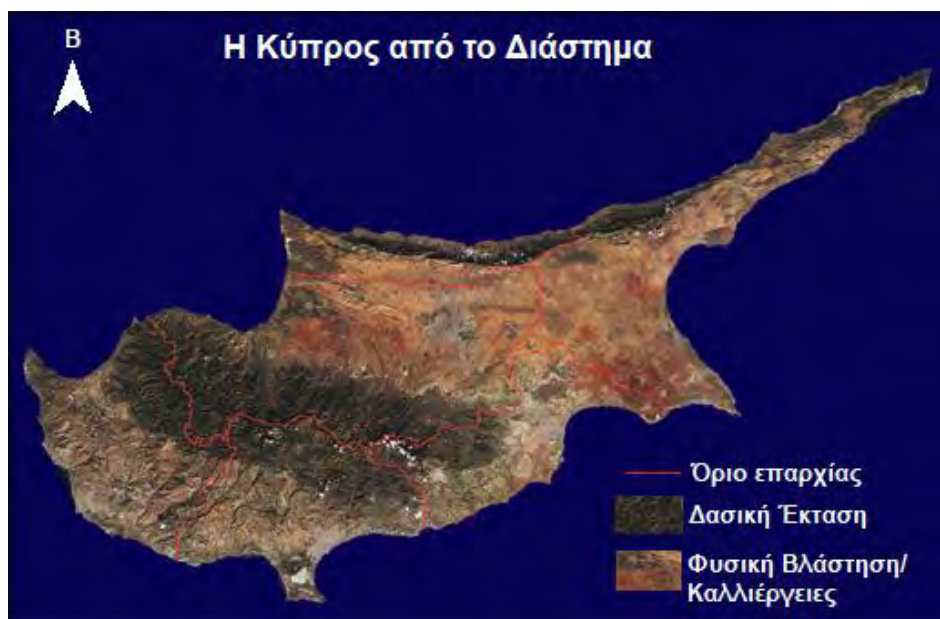 Β
Η Κύπρος από το Διάστημα
Όριο επαρχίας
Δασική Έκταση
Φυσική Βλάστηση/
Καλλιέργειες